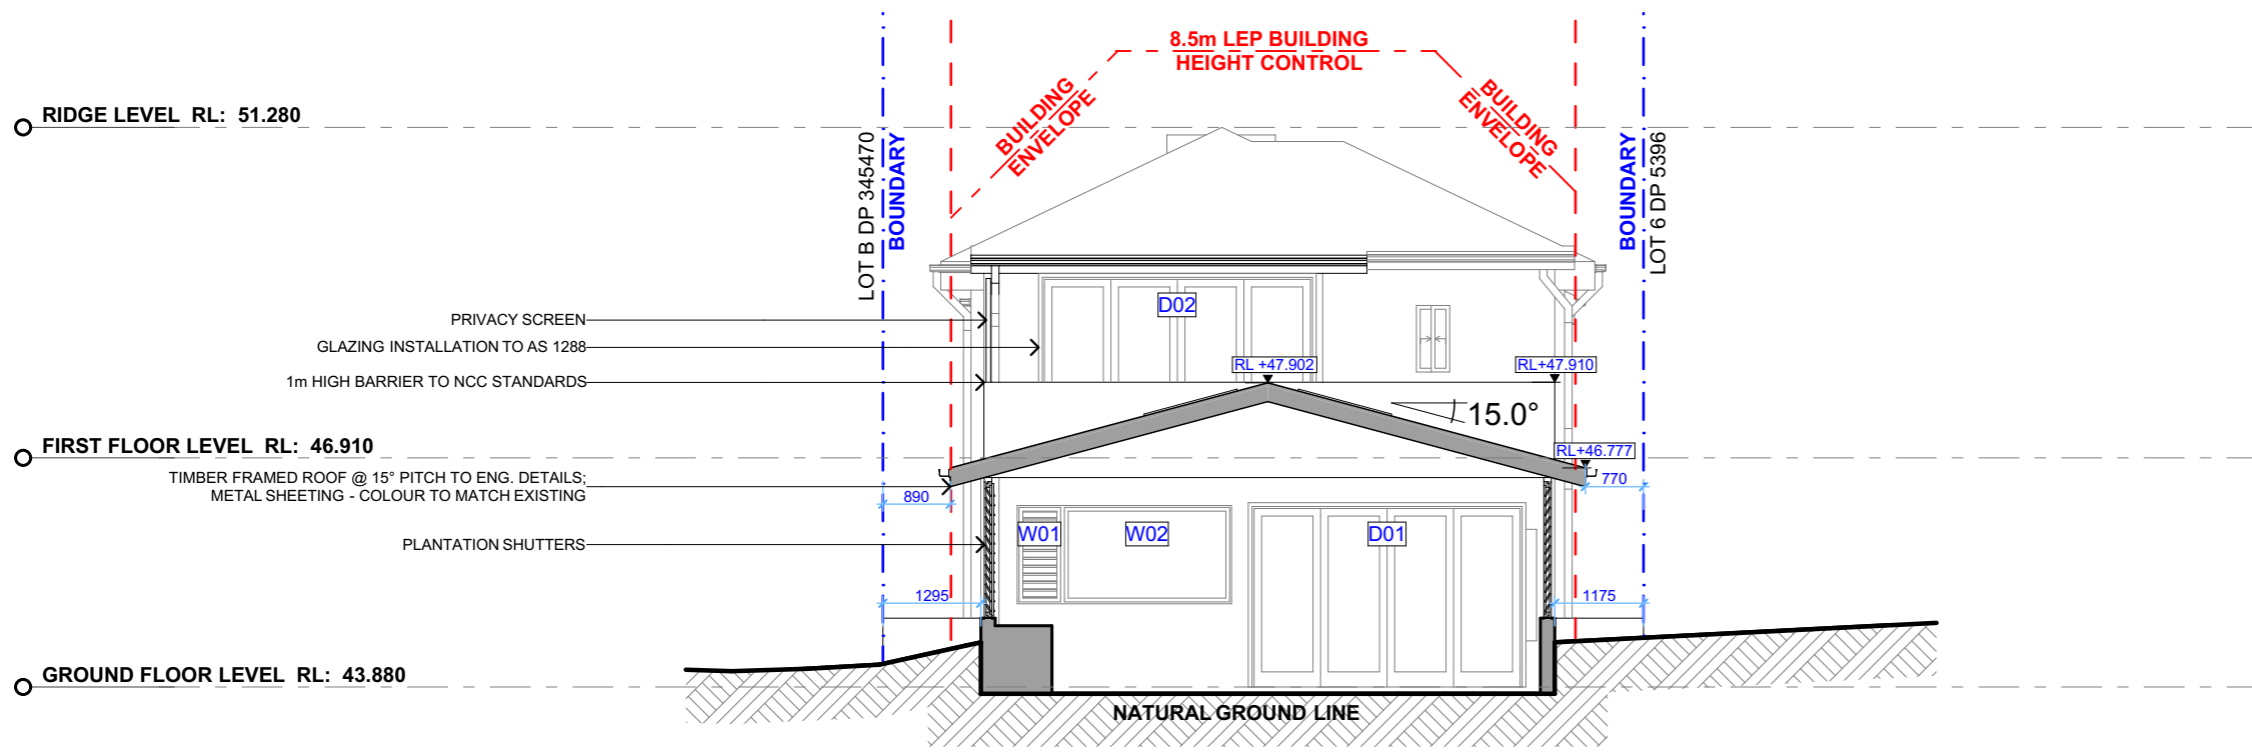 8.5m LEP BUILDING
HEIGHT CONTROL
BUILDING
ENVELOPE
BUILDING
ENVELOPE
RIDGE LEVEL RL: 51.280
LOT B DP 345470
BOUNDARY
BOUNDARY
LOT 6 DP 5396
D02
PRIVACY SCREEN
GLAZING INSTALLATION TO AS 1288
1m HIGH BARRIER TO NCC STANDARDS
RL +47.902
RL+47.910
15.0°
FIRST FLOOR LEVEL RL: 46.910
RL+46.777
TIMBER FRAMED ROOF @ 15° PITCH TO ENG. DETAILS;
METAL SHEETING - COLOUR TO MATCH EXISTING
890
770
W01
W02
D01
PLANTATION SHUTTERS
1295
1175
GROUND FLOOR LEVEL RL: 43.880
NATURAL GROUND LINE